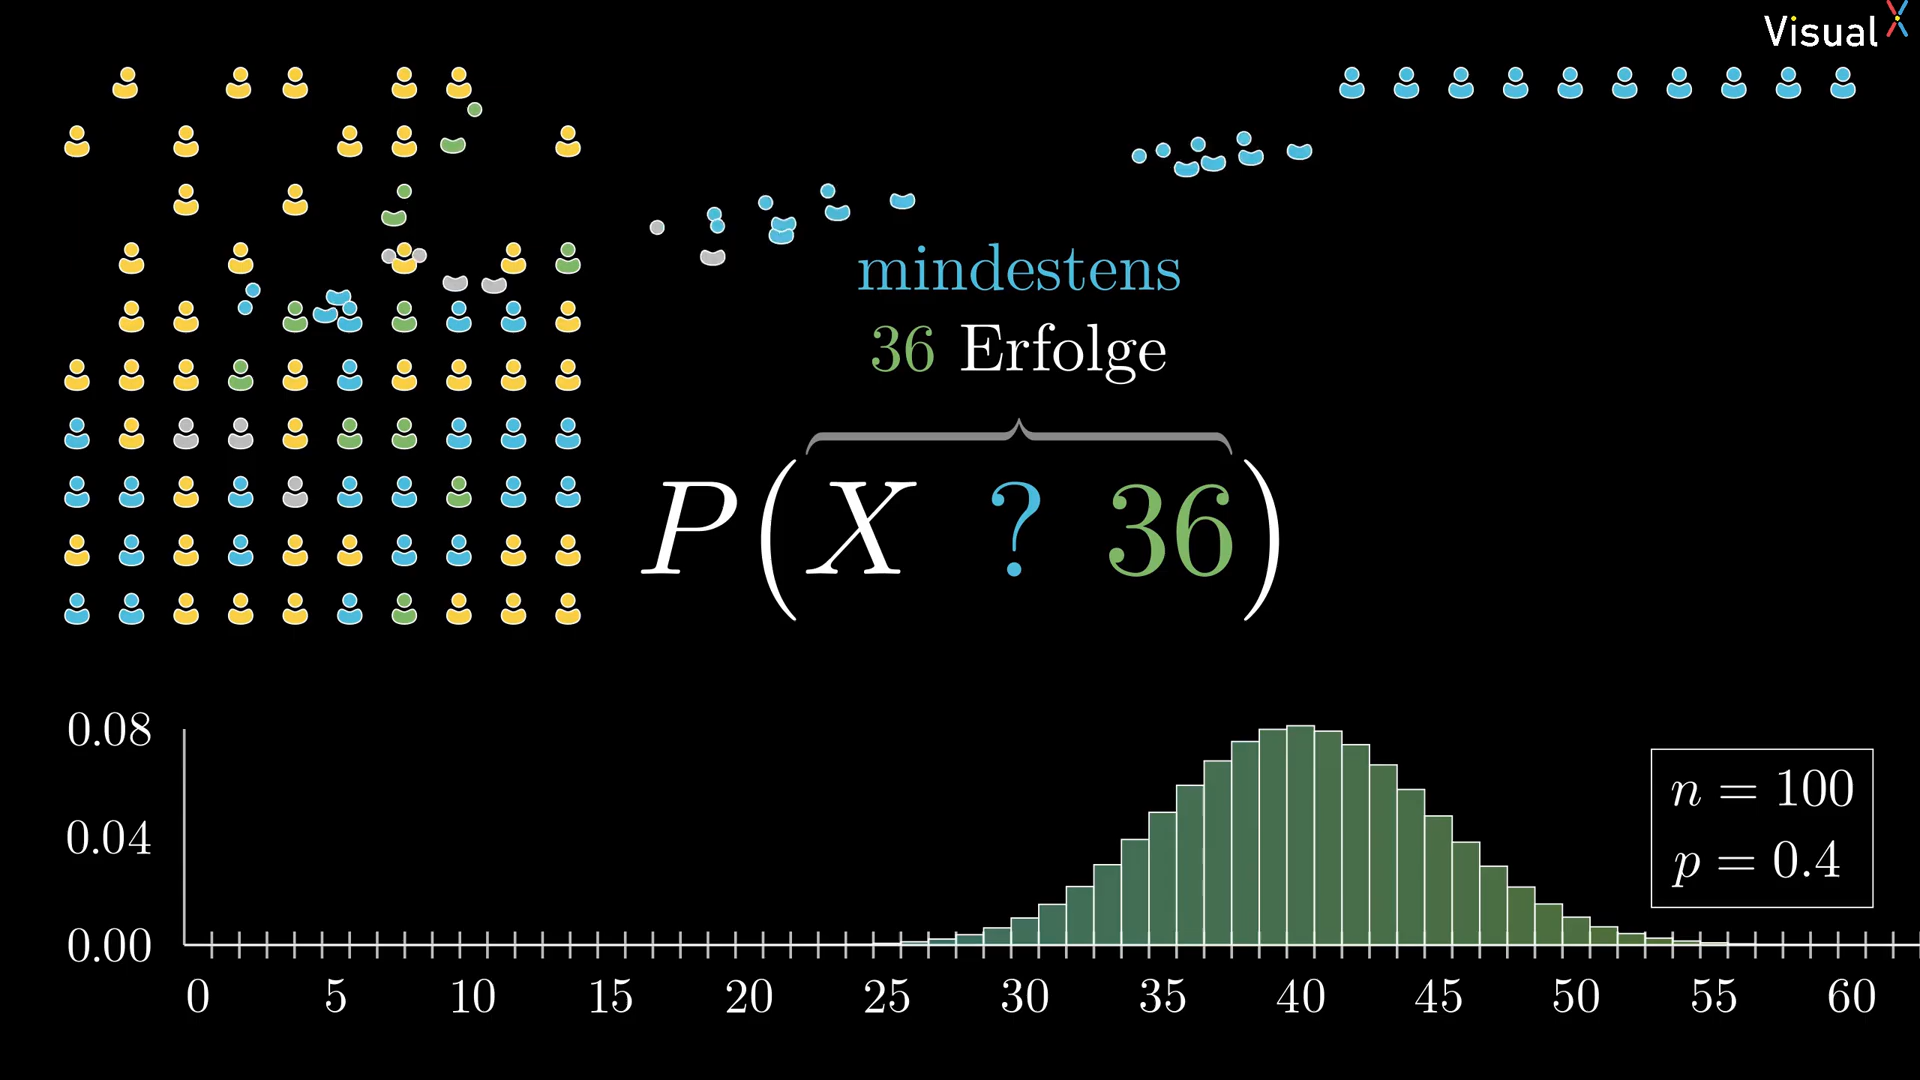 VisualX
mindestens
36 Erfolge
P(X ? 36)
0.08
0.04
0.00
n = 100
p = 0.4
0 5 10 15 20 25 30 35 40 45 50 55 60